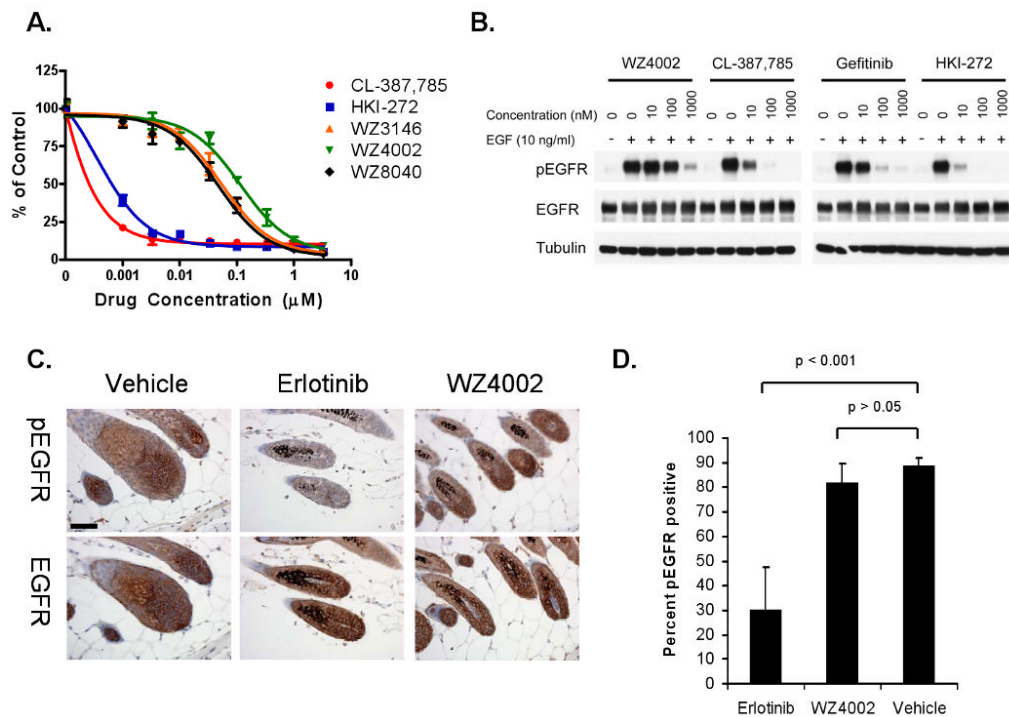 A.
125
100
75
50
25
0
% of Control
0 0.001 0.01 0.1 1 10
Drug Concentration (μM)
CL-387,785
HKI-272
WZ3146
WZ4002
WZ8040
B.
WZ4002 CL-387,785 Gefitinib HKI-272
Concentration (nM) 0 0 10 100 1000 0 0 10 100 1000 0 0 10 100 1000 0 0 10 100 1000
EGF (10 ng/ml) - + + + + - + + + + - + + + + - + + + +
pEGFR
EGFR
Tubulin
C.
Vehicle Erlotinib WZ4002
pEGFR
EGFR
D.
p < 0.001
p > 0.05
100
90
80
70
60
50
40
30
20
10
0
Percent pEGFR positive
Erlotinib WZ4002 Vehicle